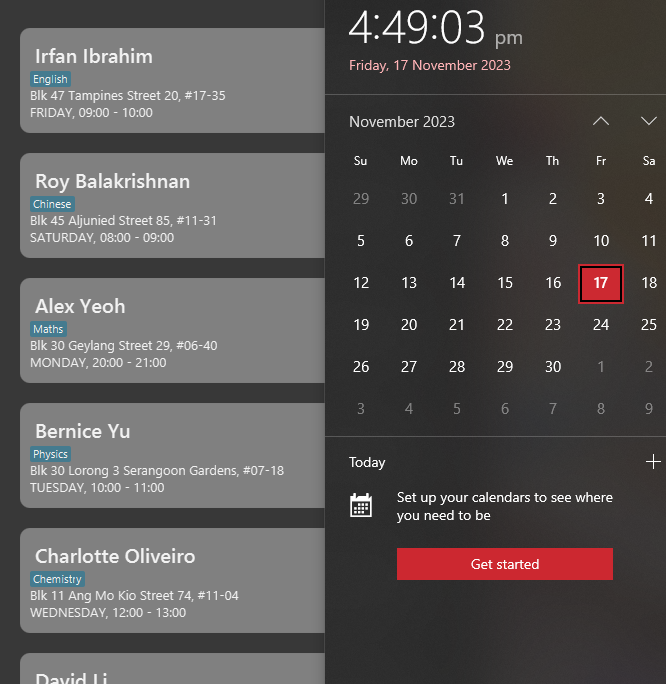 Irfan Ibrahim
English
Blk 47 Tampines Street 20, #17-35
FRIDAY, 09:00 - 10:00
Roy Balakrishnan
Chinese
Blk 45 Aljunied Street 85, #11-31
SATURDAY, 08:00 - 09:00
Alex Yeoh
Maths
Blk 30 Geylang Street 29, #06-40
MONDAY, 20:00 - 21:00
Bernice Yu
Physics
Blk 30 Lorong 3 Serangoon Gardens, #07-18
TUESDAY, 10:00 - 11:00
Charlotte Oliveiro
Chemistry
Blk 11 Ang Mo Kio Street 74, #11-04
WEDNESDAY, 12:00 - 13:00
David Li
4:49:03 pm
Friday, 17 November 2023
November 2023
Su Mo Tu We Th Fr Sa
29 30 31 1 2 3 4
5 6 7 8 9 10 11
12 13 14 15 16 17 18
19 20 21 22 23 24 25
26 27 28 29 30 1 2
3 4 5 6 7 8 9
Today
Set up your calendars to see where
you need to be
Get started